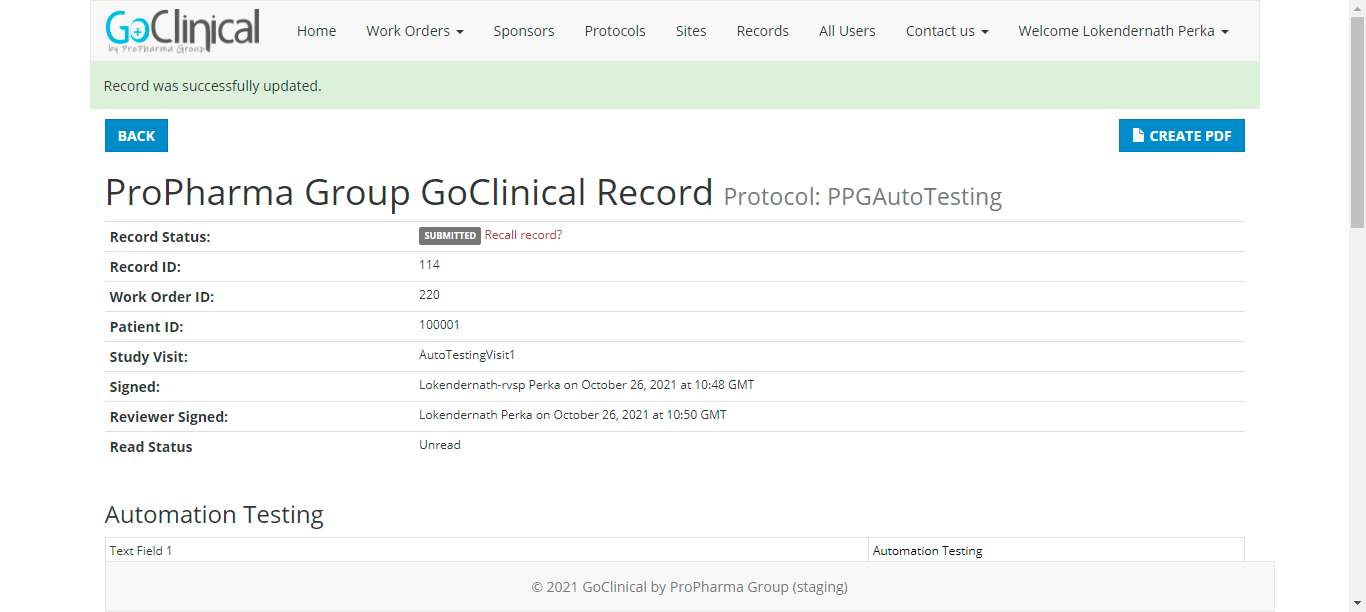 GoClinical
by ProPharma Group
Home Work Orders Sponsors Protocols Sites Records All Users Contact us Welcome Lokendernath Perka
Record was successfully updated.
BACK CREATE PDF
ProPharma Group GoClinical Record Protocol: PPGAutoTesting
Record Status: SUBMITTED Recall record?
Record ID: 114
Work Order ID: 220
Patient ID: 100001
Study Visit: AutoTestingVisit1
Signed: Lokendernath-rvsp Perka on October 26, 2021 at 10:48 GMT
Reviewer Signed: Lokendernath Perka on October 26, 2021 at 10:50 GMT
Read Status Unread
Automation Testing
Text Field 1 Automation Testing
© 2021 GoClinical by ProPharma Group (staging)